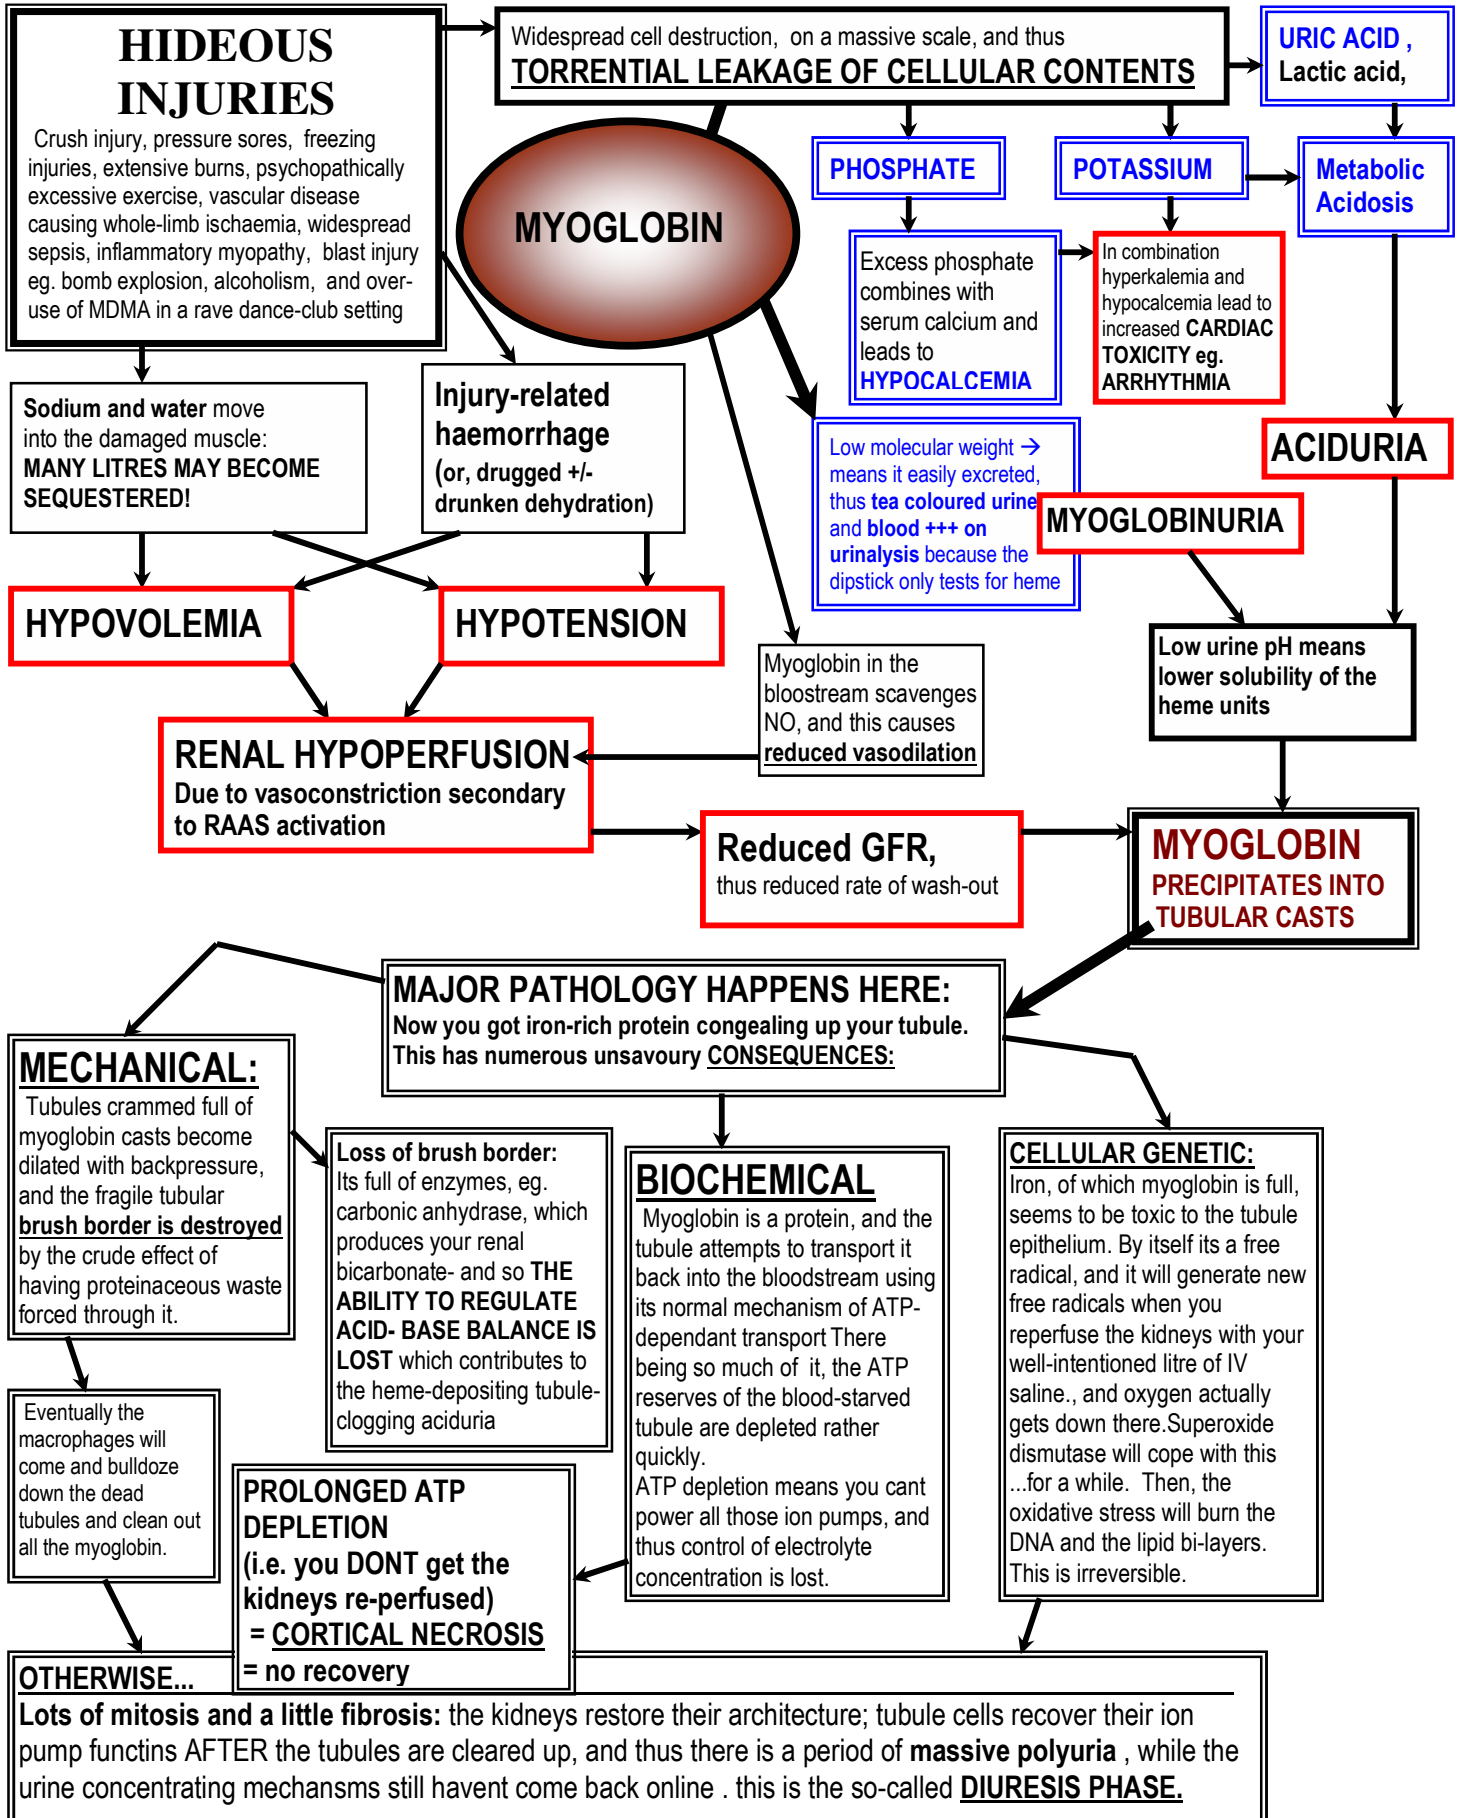 HIDEOUS
INJURIES
Crush injury, pressure sores, freezing
injuries, extensive burns, psychopathically
excessive exercise, vascular disease
causing whole-limb ischaemia, widespread
sepsis, inflammatory myopathy, blast injury
eg. bomb explosion, alcoholism, and over-
use of MDMA in a rave dance-club setting
Widespread cell destruction, on a massive scale, and thus
TORRENTIAL LEAKAGE OF CELLULAR CONTENTS
URIC ACID ,
Lactic acid,
MYOGLOBIN
PHOSPHATE
POTASSIUM
Metabolic
Acidosis
Excess phosphate
combines with
serum calcium and
leads to
HYPOCALCEMIA
In combination
hyperkalemia and
hypocalcemia lead to
increased CARDIAC
TOXICITY eg.
ARRHYTHMIA
Sodium and water move
into the damaged muscle:
MANY LITRES MAY BECOME
SEQUESTERED!
Injury-related
haemorrhage
(or, drugged +/-
drunken dehydration)
Low molecular weight →
means it easily excreted,
thus tea coloured urine
and blood +++ on
urinalysis because the
dipstick only tests for heme
ACIDURIA
MYOGLOBINURIA
HYPOVOLEMIA
HYPOTENSION
Myoglobin in the
bloostream scavenges
NO, and this causes
reduced vasodilation
Low urine pH means
lower solubility of the
heme units
RENAL HYPOPERFUSION
Due to vasoconstriction secondary
to RAAS activation
Reduced GFR,
thus reduced rate of wash-out
MYOGLOBIN
PRECIPITATES INTO
TUBULAR CASTS
MAJOR PATHOLOGY HAPPENS HERE:
Now you got iron-rich protein congealing up your tubule.
This has numerous unsavoury CONSEQUENCES:
MECHANICAL:
Tubules crammed full of
myoglobin casts become
dilated with backpressure,
and the fragile tubular
brush border is destroyed
by the crude effect of
having proteinaceous waste
forced through it.
Loss of brush border:
Its full of enzymes, eg.
carbonic anhydrase, which
produces your renal
bicarbonate- and so THE
ABILITY TO REGULATE
ACID- BASE BALANCE IS
LOST which contributes to
the heme-depositing tubule-
clogging aciduria
BIOCHEMICAL
Myoglobin is a protein, and the
tubule attempts to transport it
back into the bloodstream using
its normal mechanism of ATP-
dependant transport There
being so much of it, the ATP
reserves of the blood-starved
tubule are depleted rather
quickly.
ATP depletion means you cant
power all those ion pumps, and
thus control of electrolyte
concentration is lost.
CELLULAR GENETIC:
Iron, of which myoglobin is full,
seems to be toxic to the tubule
epithelium. By itself its a free
radical, and it will generate new
free radicals when you
reperfuse the kidneys with your
well-intentioned litre of IV
saline., and oxygen actually
gets down there.Superoxide
dismutase will cope with this
...for a while. Then, the
oxidative stress will burn the
DNA and the lipid bi-layers.
This is irreversible.
Eventually the
macrophages will
come and bulldoze
down the dead
tubules and clean out
all the myoglobin.
PROLONGED ATP
DEPLETION
(i.e. you DONT get the
kidneys re-perfused)
= CORTICAL NECROSIS
= no recovery
OTHERWISE...
Lots of mitosis and a little fibrosis: the kidneys restore their architecture; tubule cells recover their ion
pump functins AFTER the tubules are cleared up, and thus there is a period of massive polyuria , while the
urine concentrating mechansms still havent come back online . this is the so-called DIURESIS PHASE.